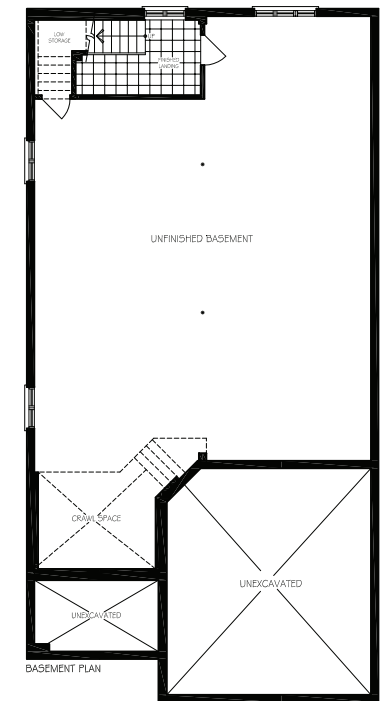 LOW
STORAGE
UP
FINISHED
LANDING
UNFINISHED BASEMENT
CRAWL SPACE
UNEXCAVATED
UNEXCAVATED
BASEMENT PLAN